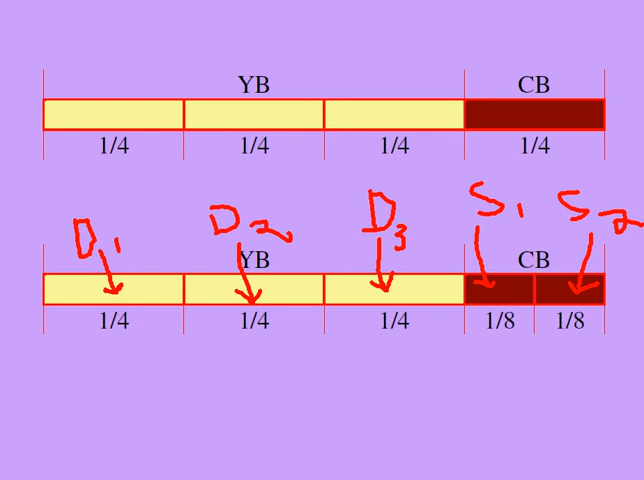 YB CB
1/4 1/4 1/4 1/4
D1 D2 D3 S1 S2
YB CB
1/4 1/4 1/4 1/8 1/8